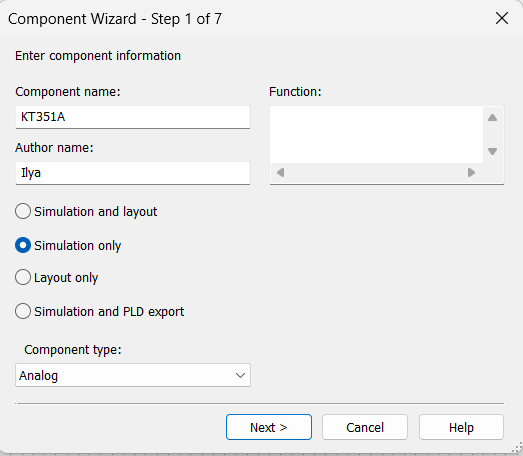 Component Wizard - Step 1 of 7
Enter component information
Component name:
KT351A
Function:
Author name:
Ilya
Simulation and layout
Simulation only
Layout only
Simulation and PLD export
Component type:
Analog
Next >
Cancel
Help